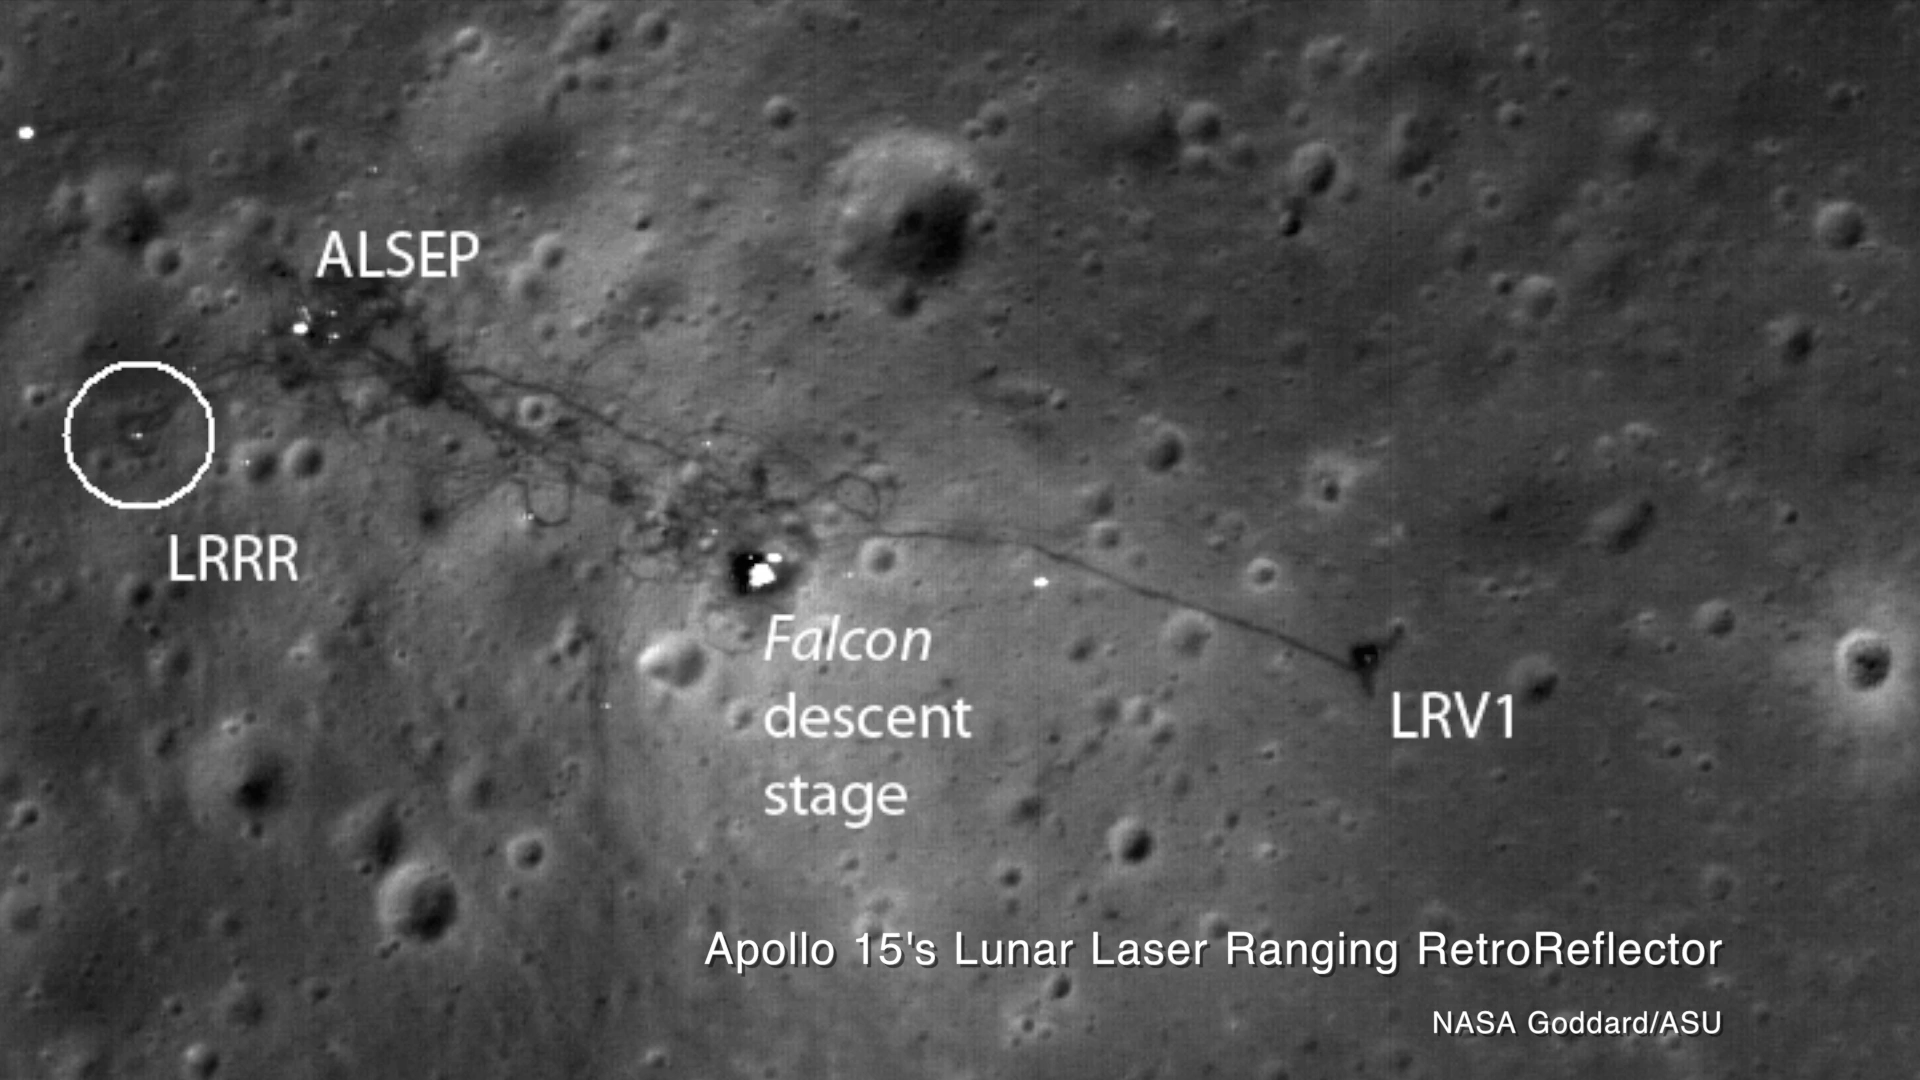 ALSEP
LRRR
Falcon
descent
stage
LRV1
Apollo 15's Lunar Laser Ranging RetroReflector
NASA Goddard/ASU